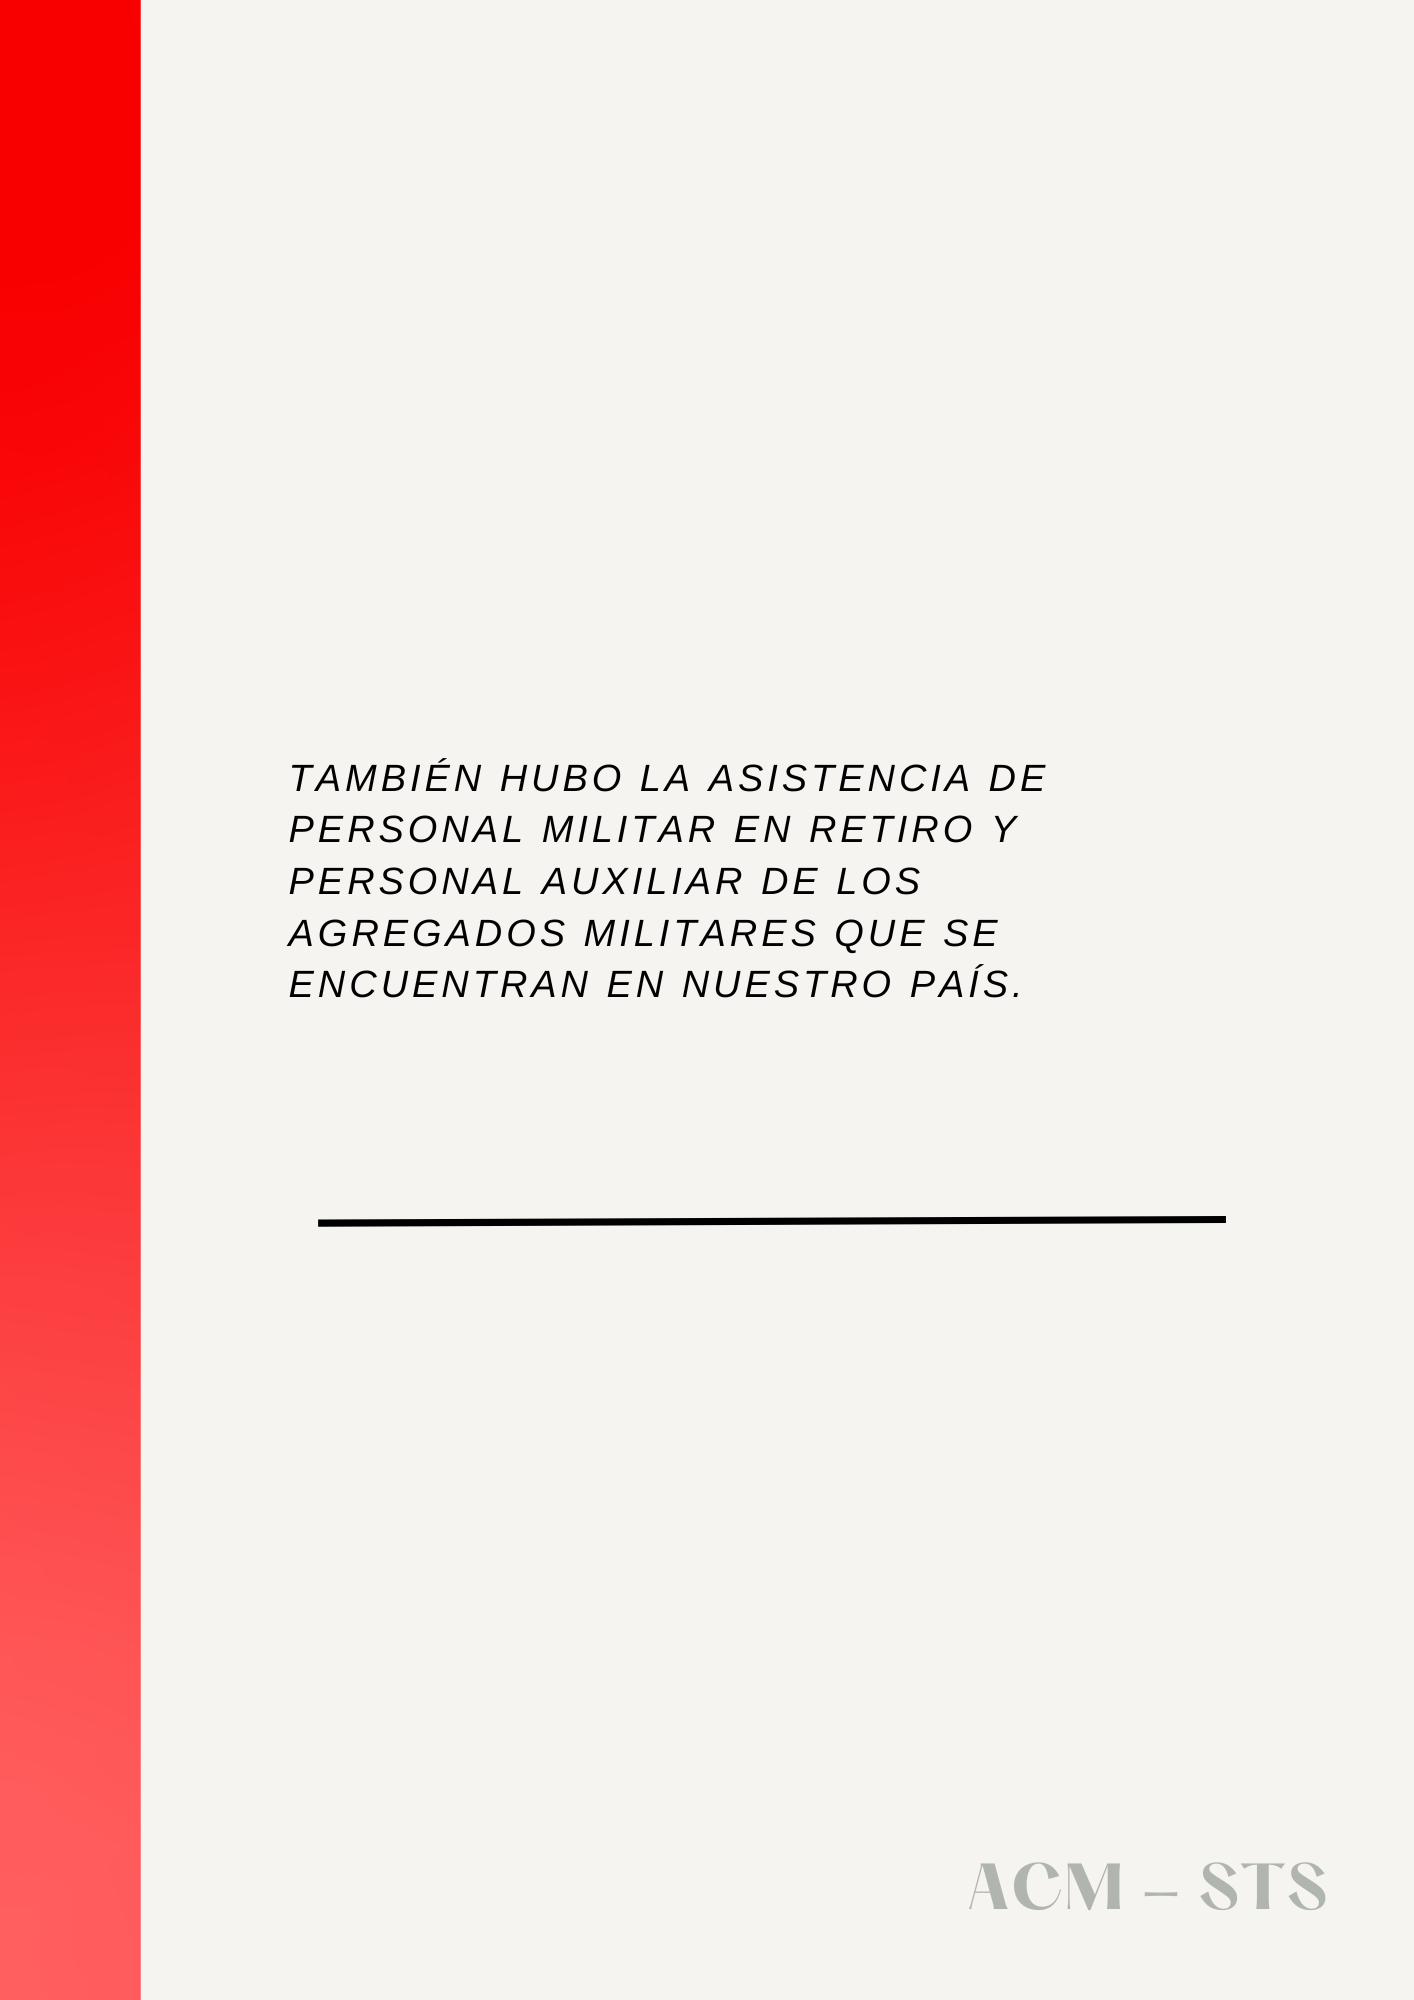 TAMBIÉN HUBO LA ASISTENCIA DE
PERSONAL MILITAR EN RETIRO Y
PERSONAL AUXILIAR DE LOS
AGREGADOS MILITARES QUE SE
ENCUENTRAN EN NUESTRO PAÍS.
ACM – STS